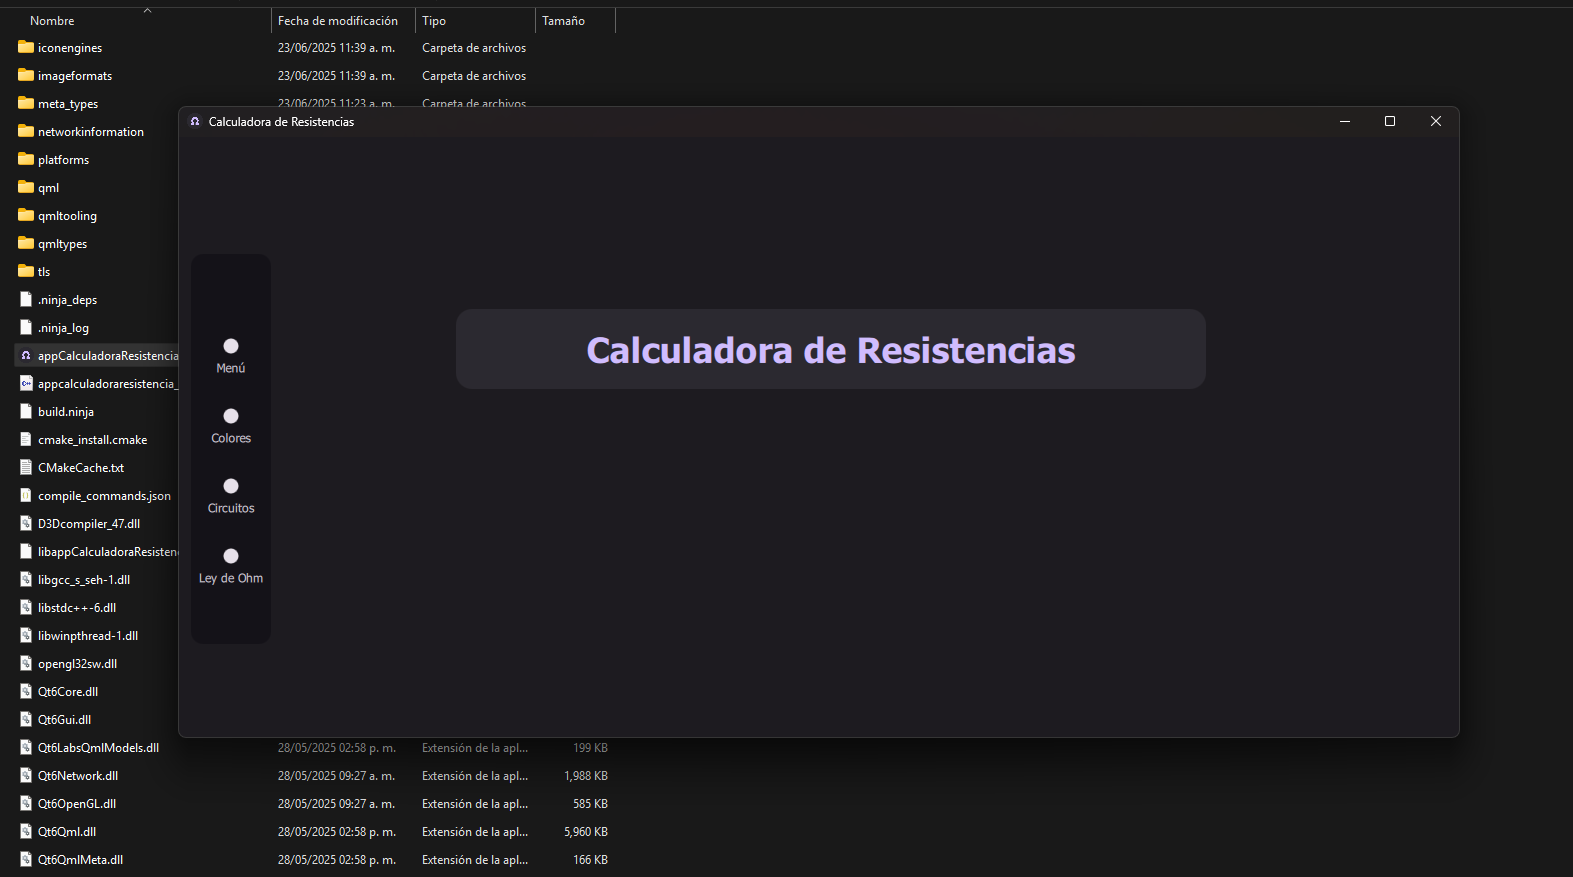 Nombre Fecha de modificación Tipo Tamaño
iconengines 23/06/2025 11:39 a. m. Carpeta de archivos
imageformats 23/06/2025 11:39 a. m. Carpeta de archivos
meta_types 23/06/2025 11:23 a. m. Carpeta de archivos
networkinformation
platforms
qml
qmltooling
qmltypes
tls
.ninja_deps
.ninja_log
appCalculadoraResistencia
appcalculadoraresistencia_
build.ninja
cmake_install.cmake
CMakeCache.txt
compile_commands.json
D3Dcompiler_47.dll
libappCalculadoraResisten
libgcc_s_seh-1.dll
libstdc++-6.dll
libwinpthread-1.dll
opengl32sw.dll
Qt6Core.dll
Qt6Gui.dll
Qt6LabsQmlModels.dll 28/05/2025 02:58 p. m. Extensión de la apl... 199 KB
Qt6Network.dll 28/05/2025 09:27 a. m. Extensión de la apl... 1,988 KB
Qt6OpenGL.dll 28/05/2025 09:27 a. m. Extensión de la apl... 585 KB
Qt6Qml.dll 28/05/2025 02:58 p. m. Extensión de la apl... 5,960 KB
Qt6QmlMeta.dll 28/05/2025 02:58 p. m. Extensión de la apl... 166 KB
Ω Calculadora de Resistencias
Menú
Colores
Circuitos
Ley de Ohm
Calculadora de Resistencias